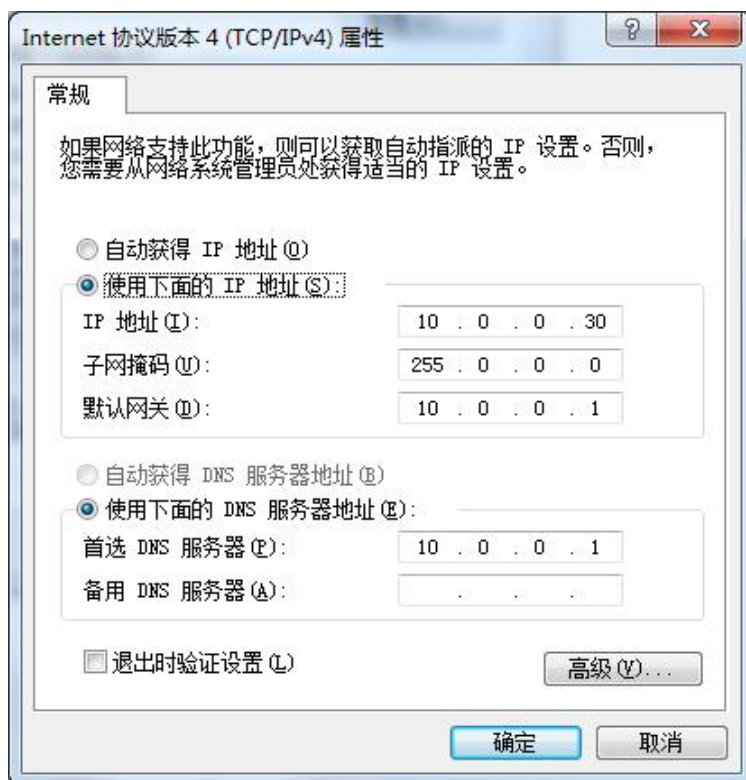 Internet 协议版本 4 (TCP/IPv4) 属性
常规
如果网络支持此功能，则可以获取自动指派的 IP 设置。否则，
您需要从网络系统管理员处获得适当的 IP 设置。
自动获得 IP 地址(O)
使用下面的 IP 地址(S):
IP 地址(I): 10 . 0 . 0 . 30
子网掩码(U): 255 . 0 . 0 . 0
默认网关(D): 10 . 0 . 0 . 1
自动获得 DNS 服务器地址(B)
使用下面的 DNS 服务器地址(E):
首选 DNS 服务器(P): 10 . 0 . 0 . 1
备用 DNS 服务器(A): . . .
退出时验证设置(L)
高级(V)...
确定 取消